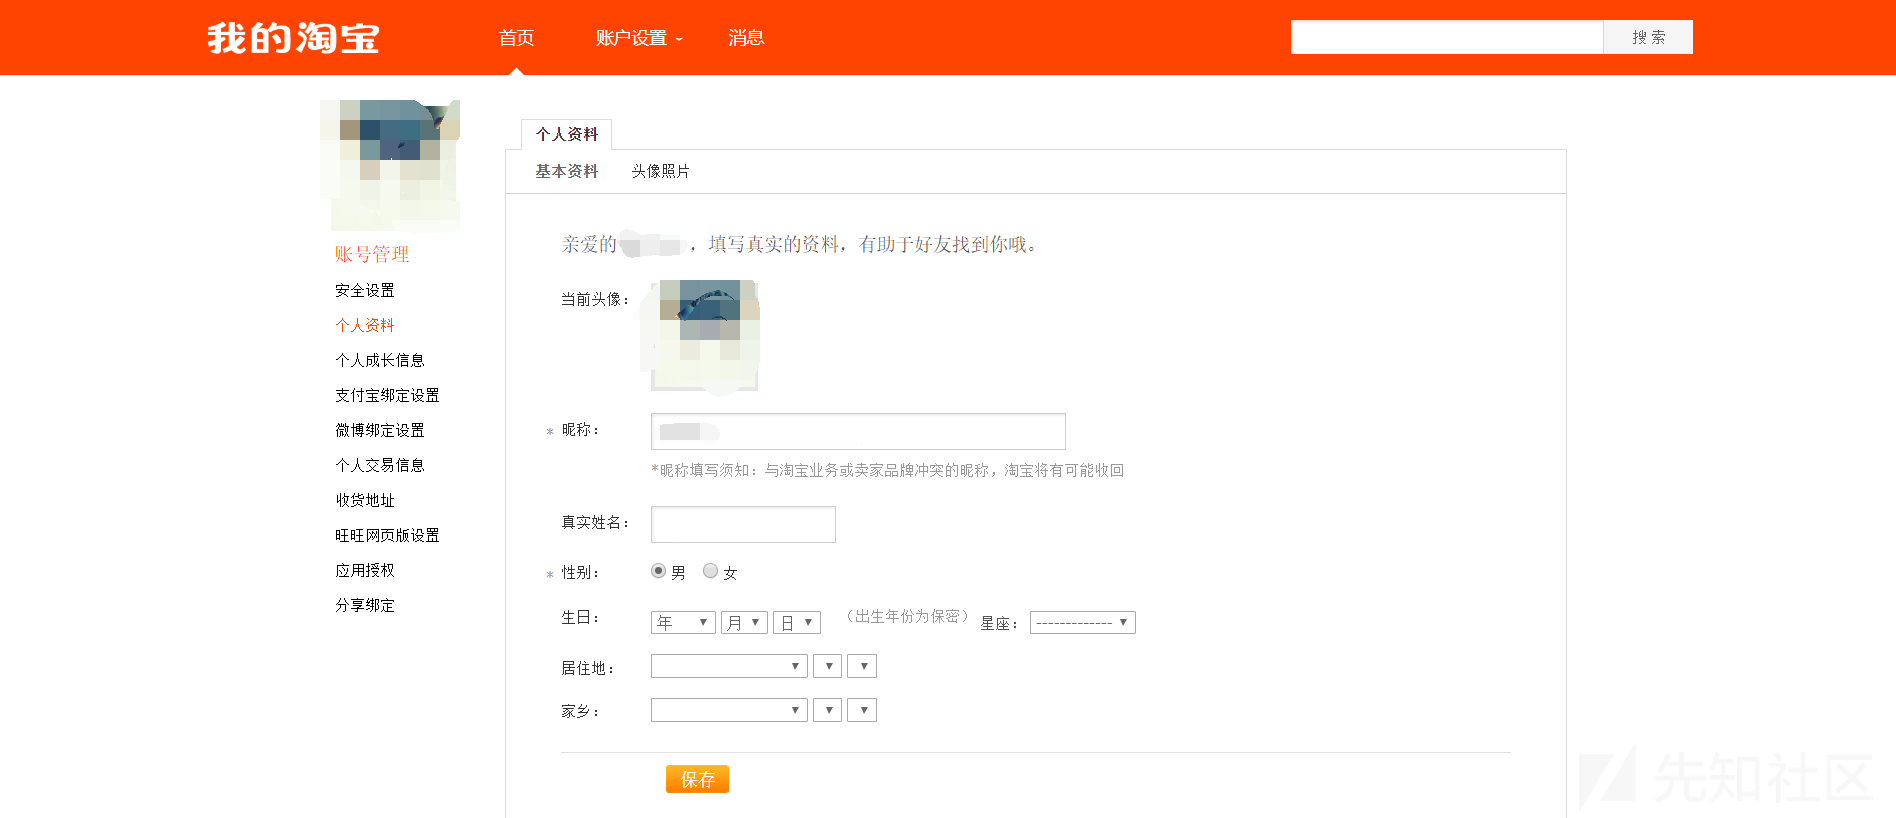 我的淘宝 首页 账户设置 消息 搜 索
账号管理
安全设置
个人资料
个人成长信息
支付宝绑定设置
微博绑定设置
个人交易信息
收货地址
旺旺网页版设置
应用授权
分享绑定
个人资料
基本资料 头像照片
亲爱的 ，填写真实的资料，有助于好友找到你哦。
当前头像：
* 昵称：
*昵称填写须知：与淘宝业务或卖家品牌冲突的昵称，淘宝将有可能收回
真实姓名：
* 性别： 男 女
生日： 年 月 日 （出生年份为保密） 星座： -------------
居住地：
家乡：
保存
先知社区